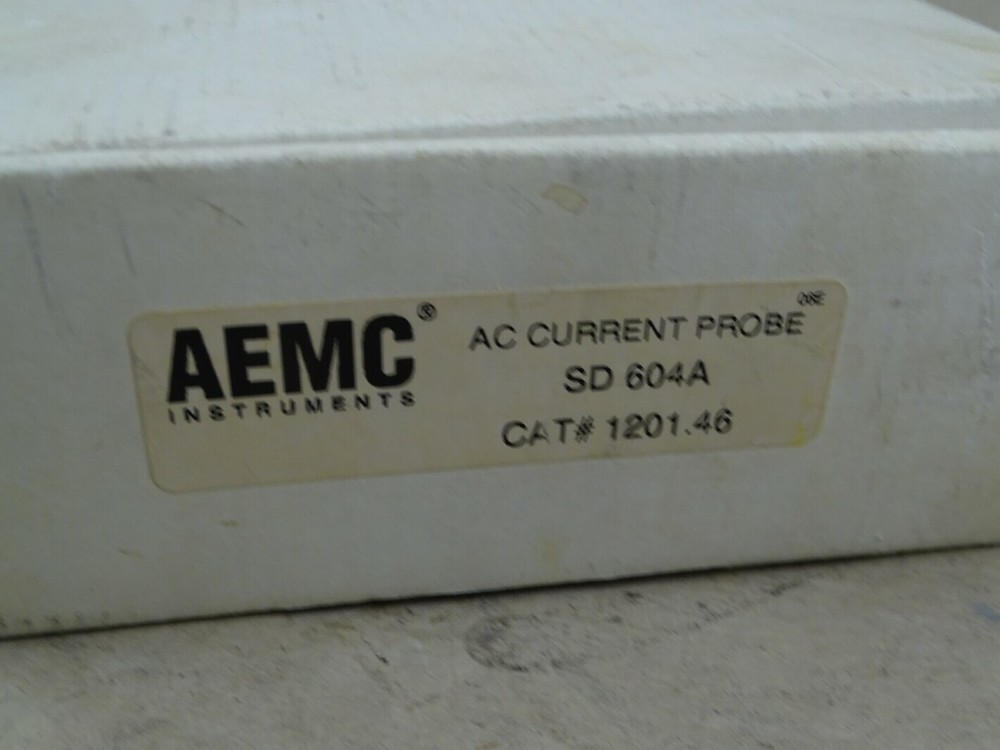 AEMC®
INSTRUMENTS
AC CURRENT PROBE
SD 604A
CAT# 1201.46